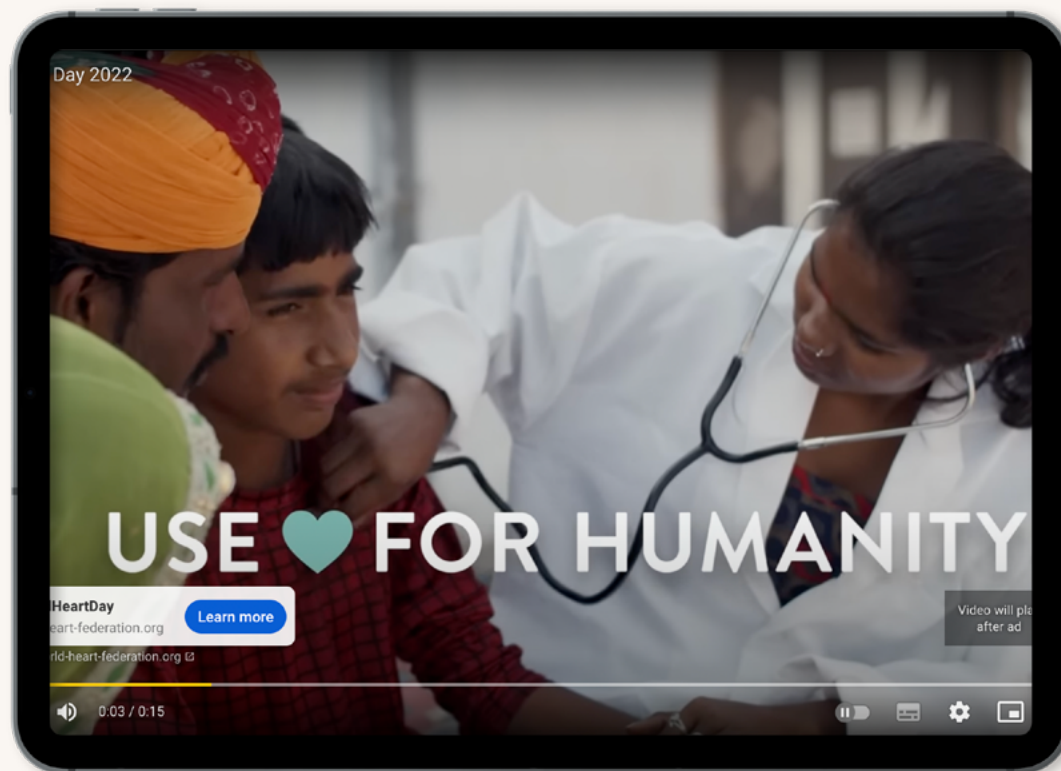 Day 2022
USE FOR HUMANITY
lHeartDay
eart-federation.org
Learn more
rld-heart-federation.org
Video will pla
after ad
0:03 / 0:15